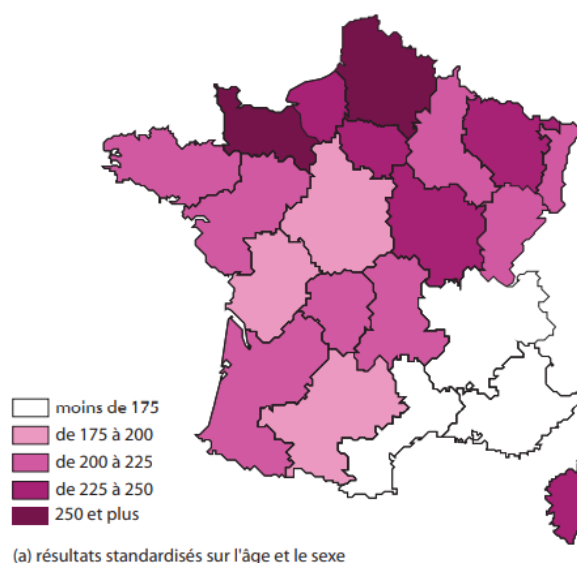 moins de 175
de 175 à 200
de 200 à 225
de 225 à 250
250 et plus
(a) résultats standardisés sur l'âge et le sexe